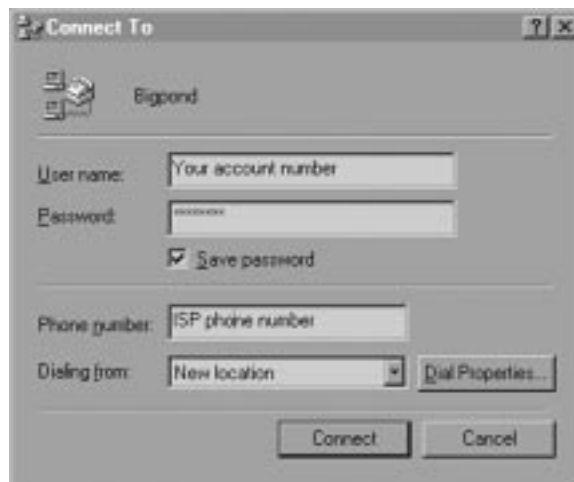 Connect To
Bigpond
User name: Your account number
Password: ********
Save password
Phone number: ISP phone number
Dialing from: New location Dial Properties...
Connect Cancel